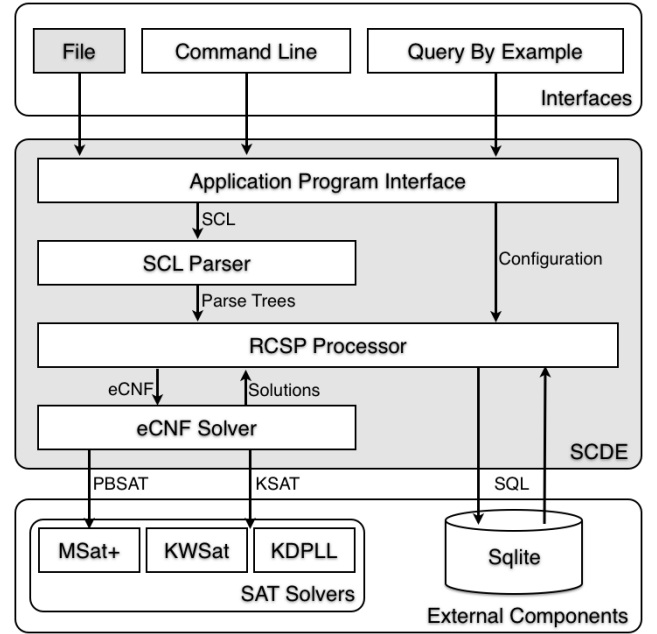 File
Command Line
Query By Example
Interfaces
Application Program Interface
SCL
SCL Parser
Configuration
Parse Trees
RCSP Processor
eCNF
Solutions
eCNF Solver
SCDE
PBSAT
KSAT
SQL
MSat+
KWSat
KDPLL
Sqlite
SAT Solvers
External Components